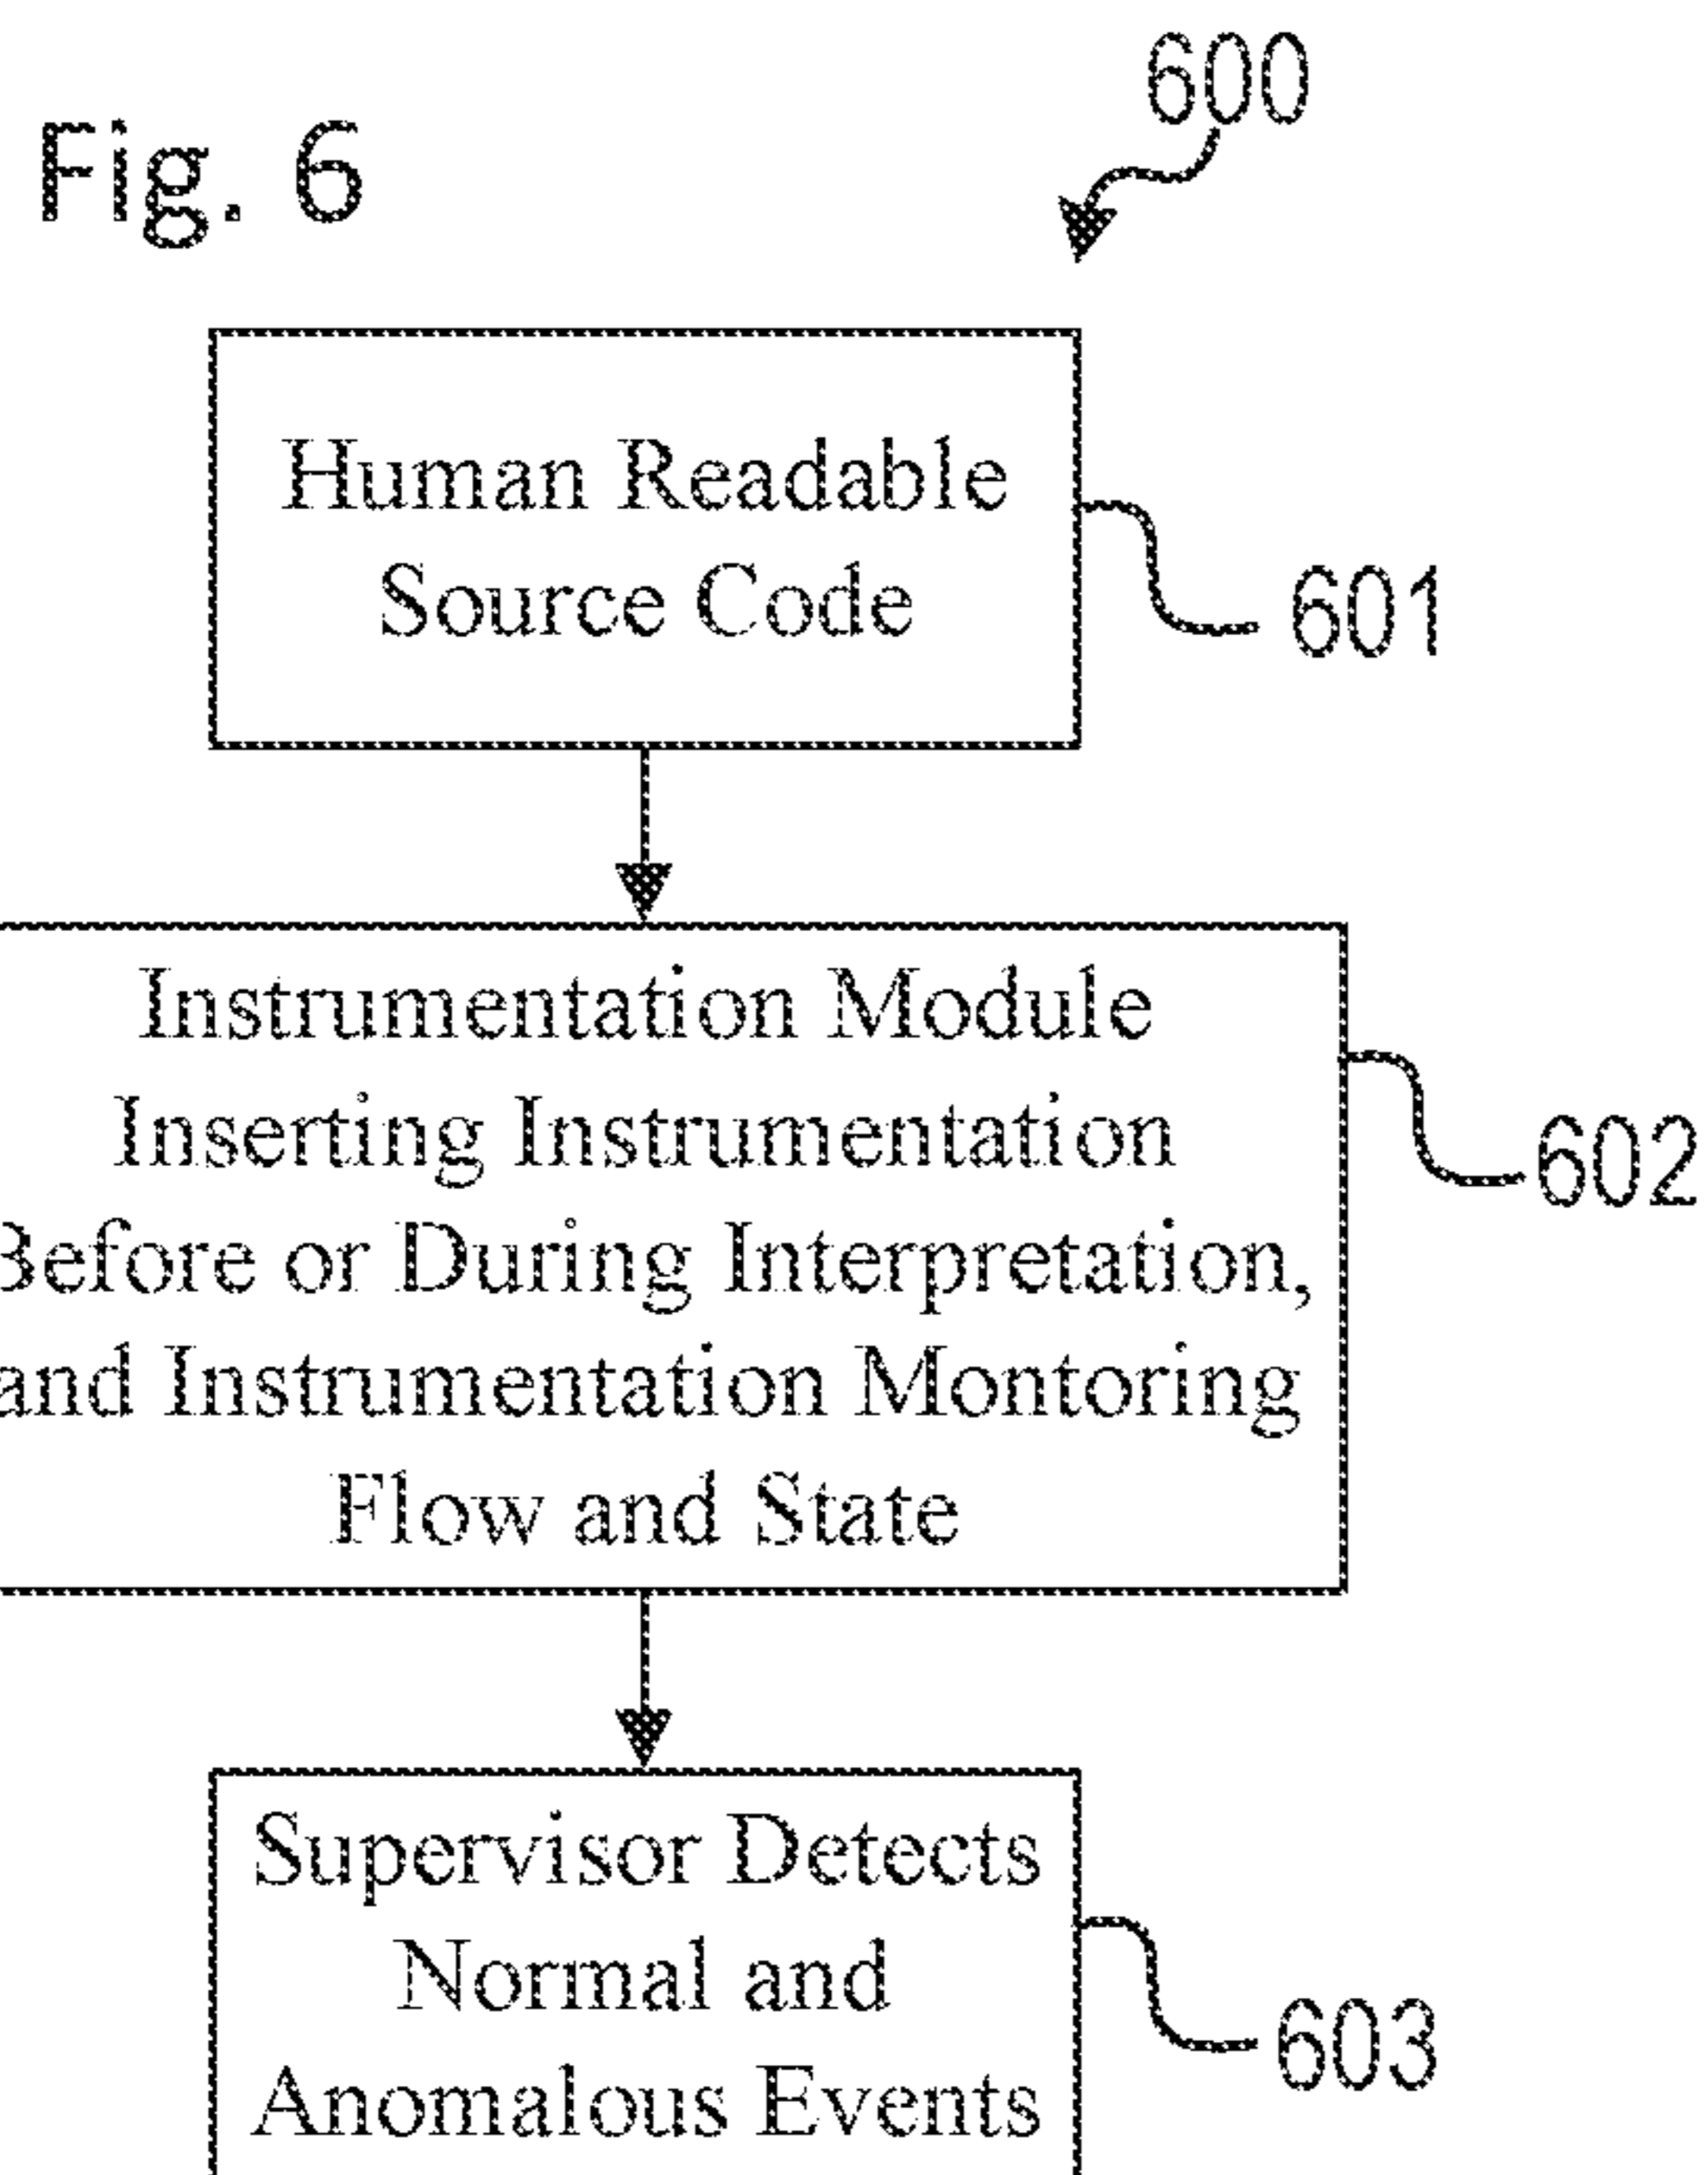 600
Fig. 6
Human Readable
Source Code
601
Instrumentation Module
Inserting Instrumentation
602
Before or During Interpretation,
and Instrumentation Montoring
Flow and State
Supervisor Detects
Normal and
603
Anomalous Events